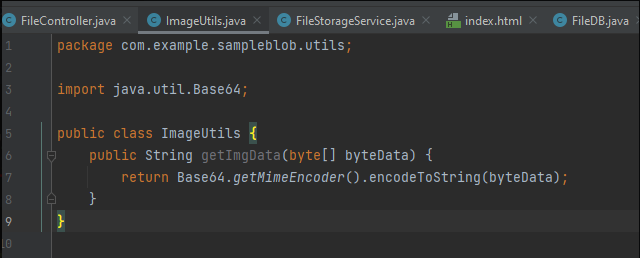 FileController.java ImageUtils.java FileStorageService.java index.html FileDB.java
1 package com.example.sampleblob.utils;
2
3 import java.util.Base64;
4
5 public class ImageUtils {
6 public String getImgData(byte[] byteData) {
7 return Base64.getMimeEncoder().encodeToString(byteData);
8 }
9 }
10